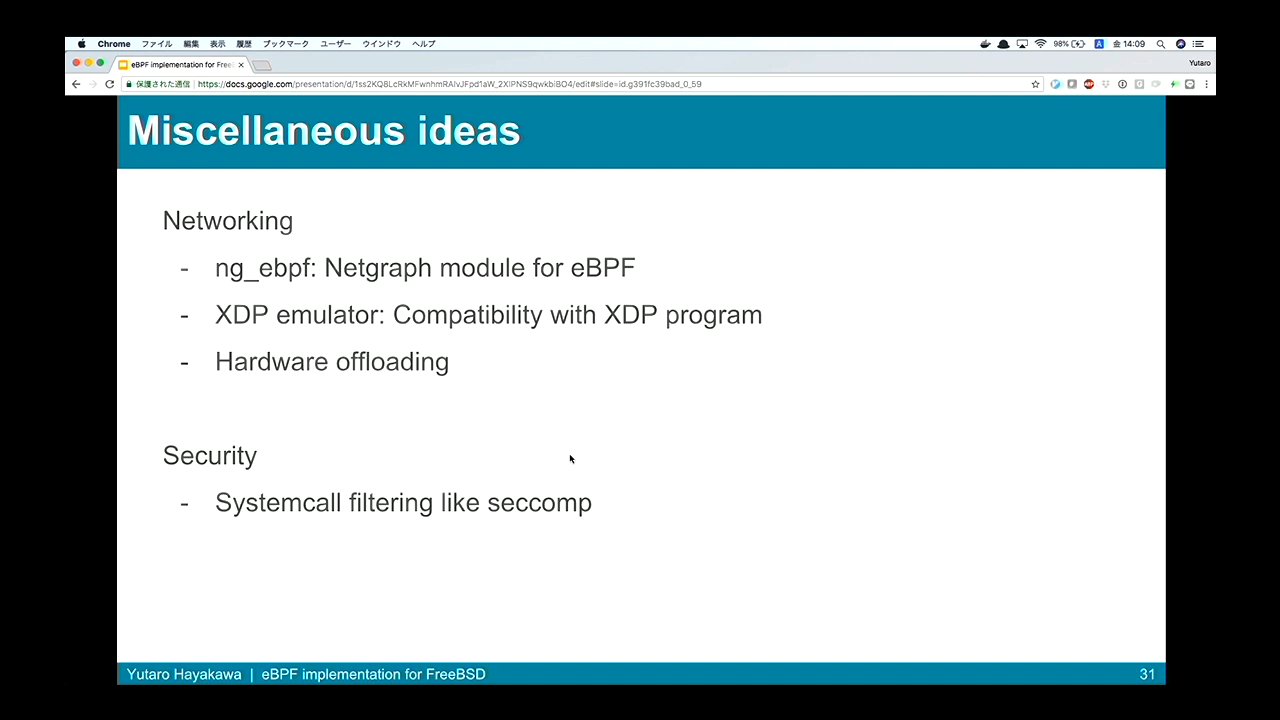 Chrome ファイル 編集 表示 履歴 ブックマーク ユーザー ウインドウ ヘルプ 98% A 金 14:09
eBPF implementation for Free
Yutaro
保護された通信 https://docs.google.com/presentation/d/1ss2KQ8LcRkMFwnhmRAlvJFpd1aW_2XlPNS9qwkbiBO4/edit#slide=id.g391fc39bad_0_59
Miscellaneous ideas
Networking
- ng_ebpf: Netgraph module for eBPF
- XDP emulator: Compatibility with XDP program
- Hardware offloading
Security
- Systemcall filtering like seccomp
Yutaro Hayakawa | eBPF implementation for FreeBSD 31